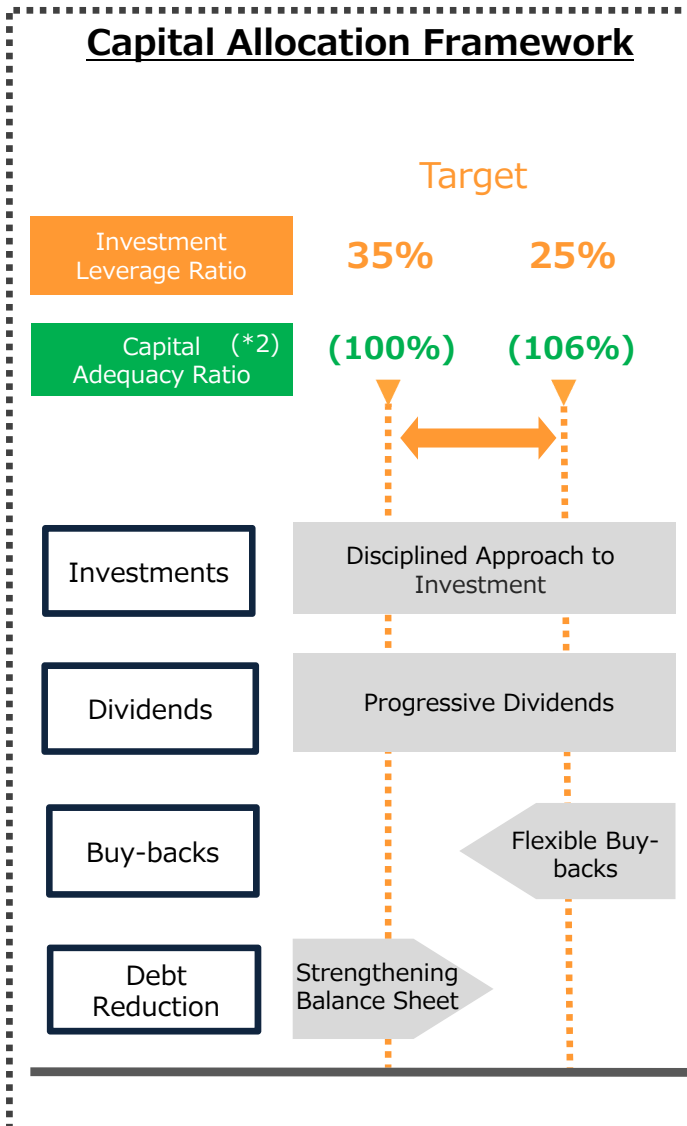 Capital Allocation Framework
Target
Investment
Leverage Ratio
35%
25%
Capital (*2)
Adequacy Ratio
(100%)
(106%)
Investments
Disciplined Approach to
Investment
Dividends
Progressive Dividends
Buy-backs
Flexible Buy-
backs
Debt
Reduction
Strengthening
Balance Sheet